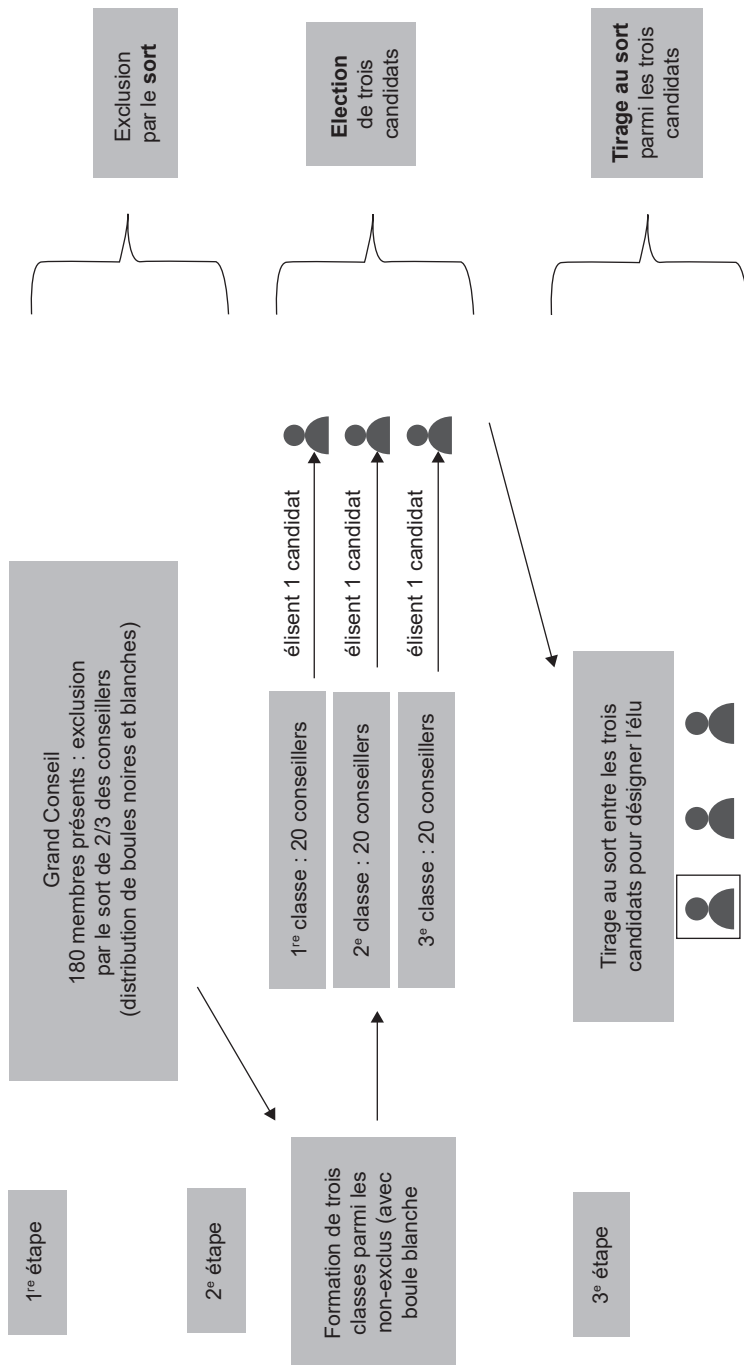 1re étape
Grand Conseil
180 membres présents : exclusion
par le sort de 2/3 des conseillers
(distribution de boules noires et blanches)
Exclusion
par le sort
2e étape
Formation de trois
classes parmi les
non-exclus (avec
boule blanche
1re classe : 20 conseillers
élisent 1 candidat
2e classe : 20 conseillers
élisent 1 candidat
3e classe : 20 conseillers
élisent 1 candidat
Election
de trois
candidats
3e étape
Tirage au sort entre les trois
candidats pour désigner l'élu
Tirage au sort
parmi les trois
candidats